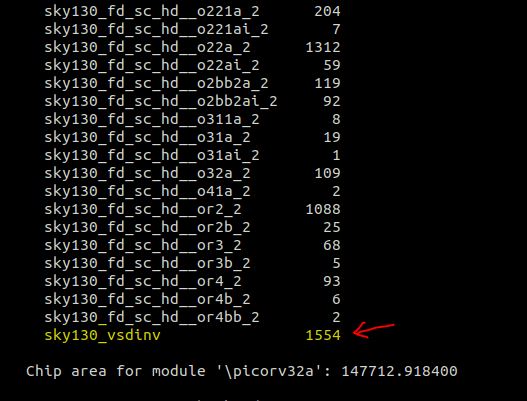 sky130_fd_sc_hd__o221a_2 204
sky130_fd_sc_hd__o221ai_2 7
sky130_fd_sc_hd__o22a_2 1312
sky130_fd_sc_hd__o22ai_2 59
sky130_fd_sc_hd__o2bb2a_2 119
sky130_fd_sc_hd__o2bb2ai_2 92
sky130_fd_sc_hd__o311a_2 8
sky130_fd_sc_hd__o31a_2 19
sky130_fd_sc_hd__o31ai_2 1
sky130_fd_sc_hd__o32a_2 109
sky130_fd_sc_hd__o41a_2 2
sky130_fd_sc_hd__or2_2 1088
sky130_fd_sc_hd__or2b_2 25
sky130_fd_sc_hd__or3_2 68
sky130_fd_sc_hd__or3b_2 5
sky130_fd_sc_hd__or4_2 93
sky130_fd_sc_hd__or4b_2 6
sky130_fd_sc_hd__or4bb_2 2
sky130_vsdinv 1554
Chip area for module '\picorv32a': 147712.918400